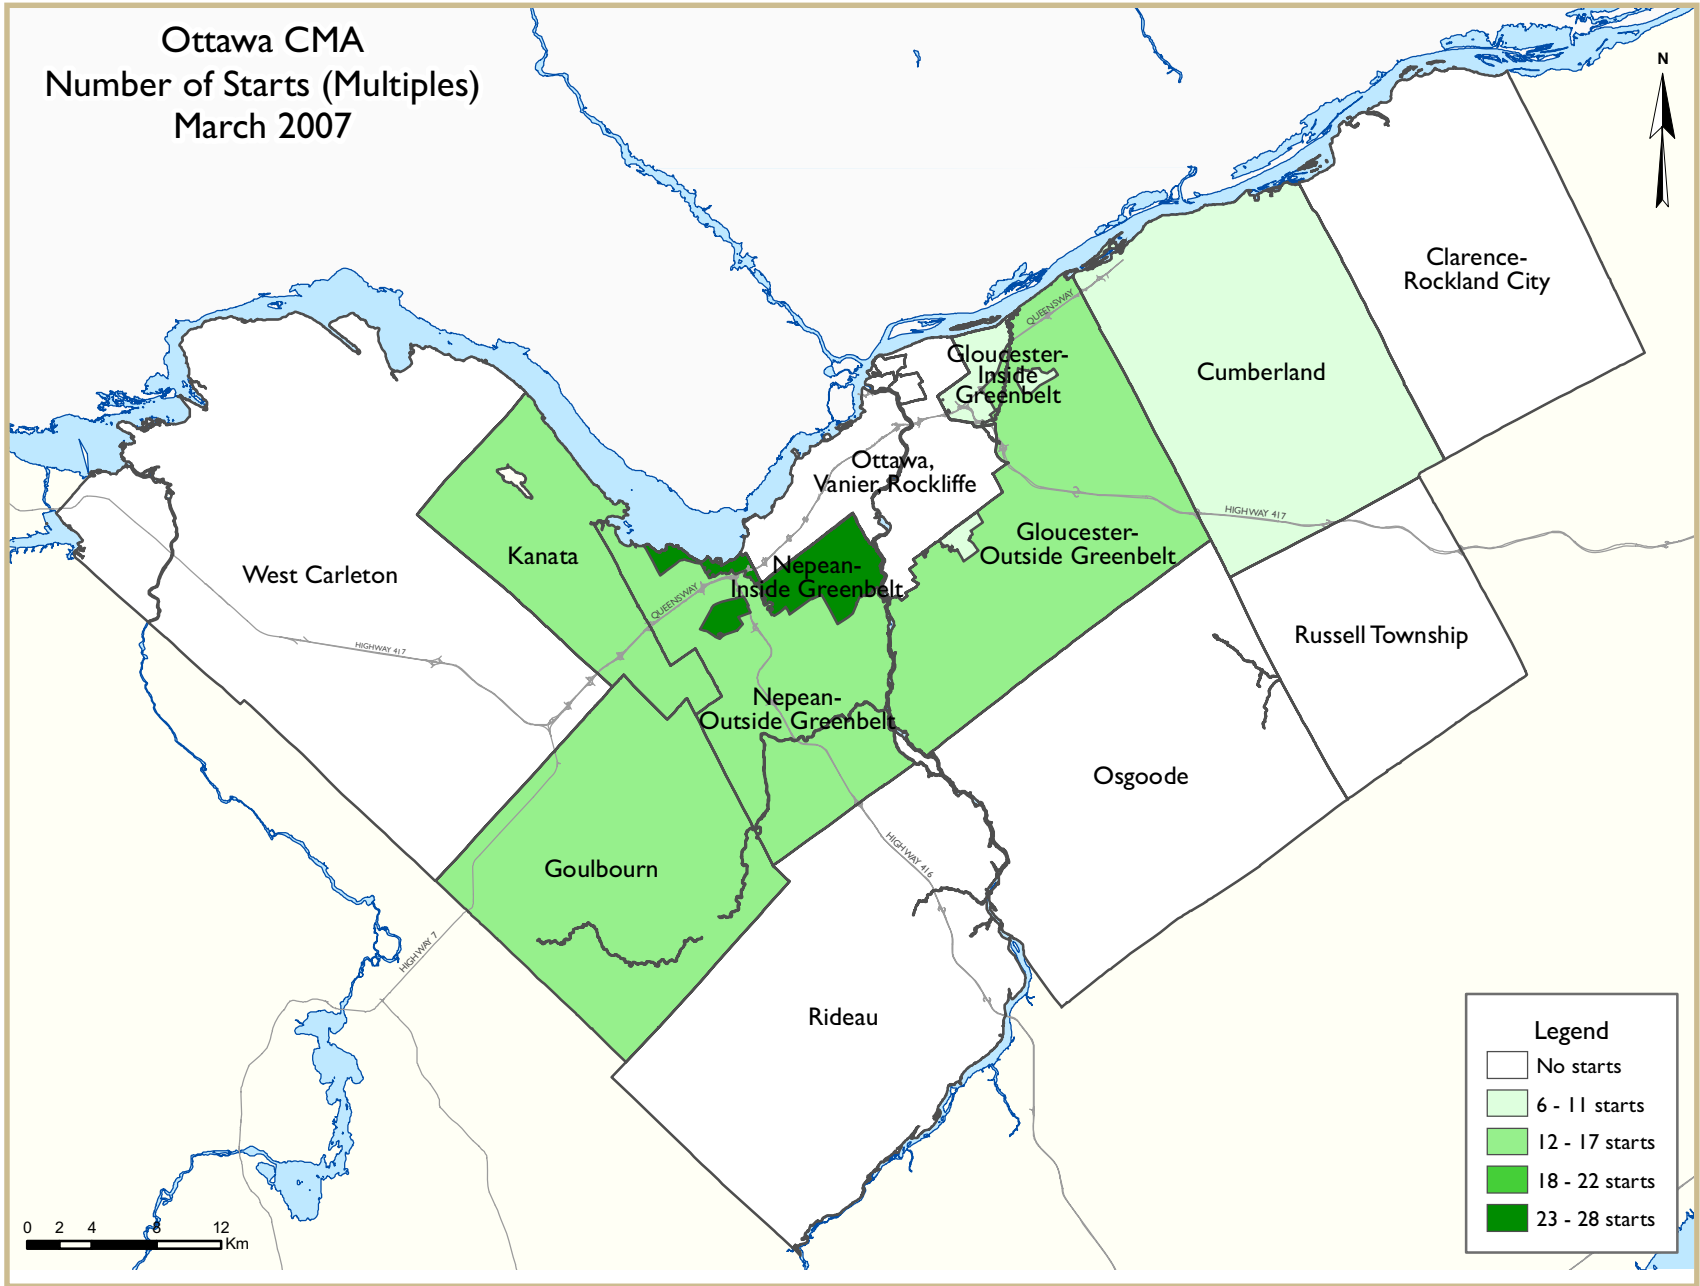 Ottawa CMA
Number of Starts (Multiples)
March 2007
N
Clarence-
Rockland City
QUEENSWAY
Gloucester-
Inside
Greenbelt
Cumberland
Ottawa,
Vanier, Rockliffe
HIGHWAY 417
Gloucester-
Outside Greenbelt
Kanata
West Carleton
Nepean-
Inside Greenbelt
QUEENSWAY
Russell Township
HIGHWAY 417
Nepean-
Outside Greenbelt
Osgoode
Goulbourn
HIGHWAY 416
HIGHWAY 7
Rideau
Legend
No starts
6 - 11 starts
12 - 17 starts
18 - 22 starts
23 - 28 starts
0 2 4 8 12
Km